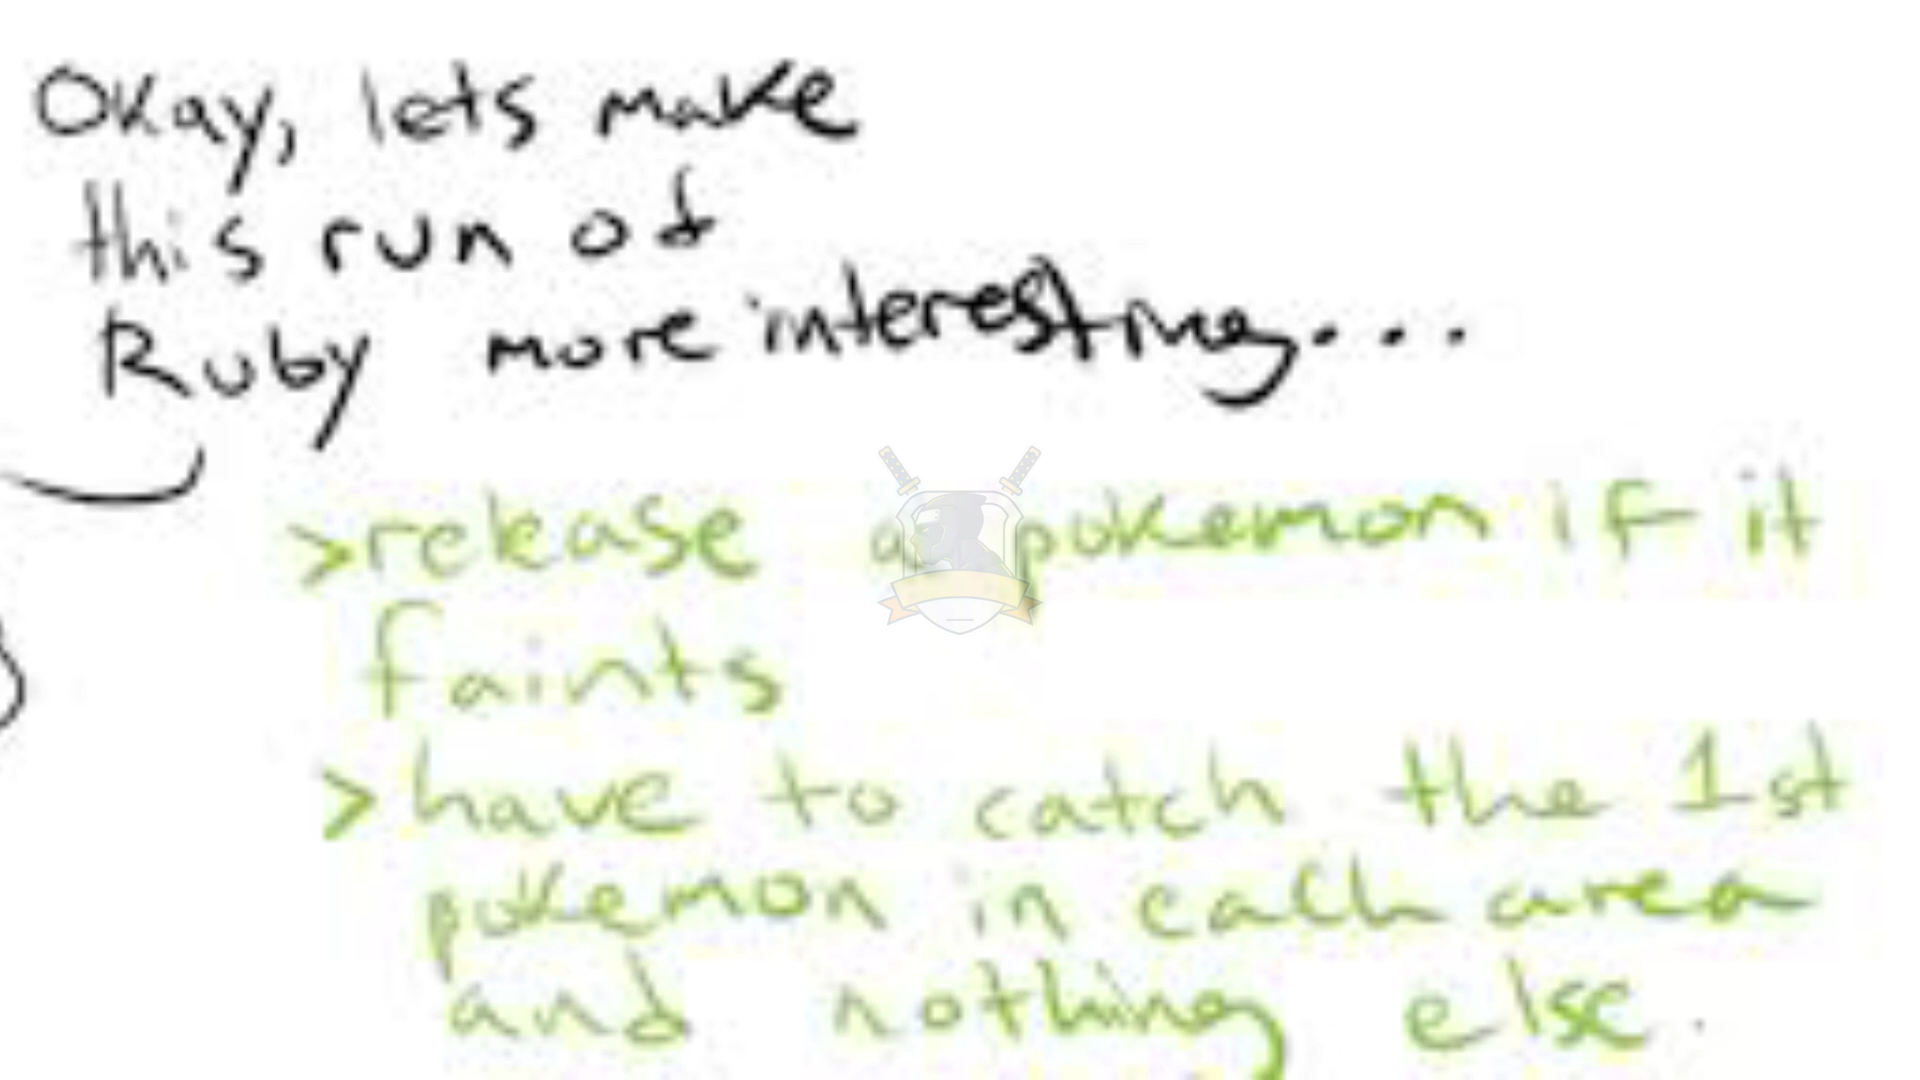 Okay, lets make
this run of
Ruby more interesting...
>release a pokemon if it
faints
>have to catch the 1st
pokemon in each area
and nothing else.